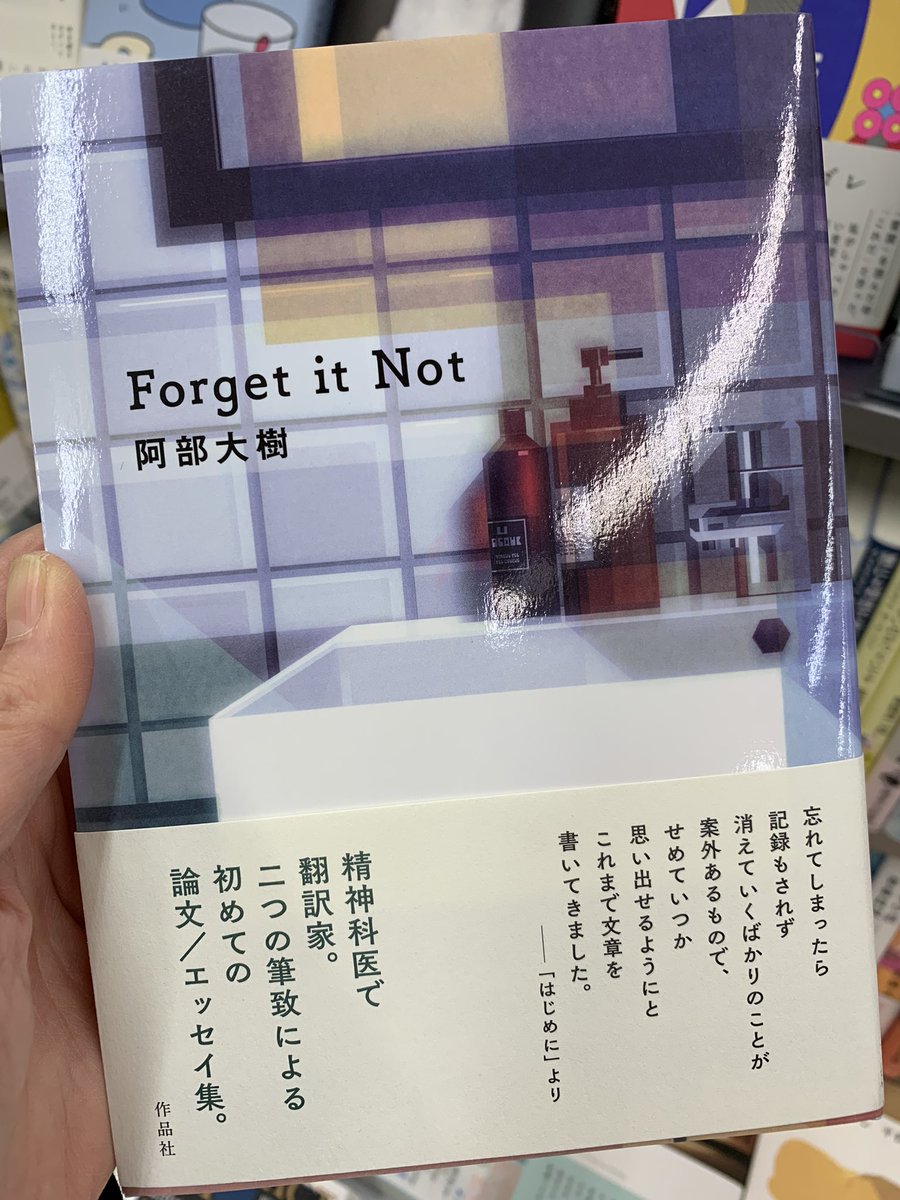 Forget it Not
阿部大樹
忘れてしまったら
記録もされず
消えていくばかりのことが
案外あるもので、
せめていつか
思い出せるようにと
これまで文章を
書いてきました。
——「はじめに」より
精神科医で
翻訳家。
二つの筆致による
初めての
論文／エッセイ集。
作品社